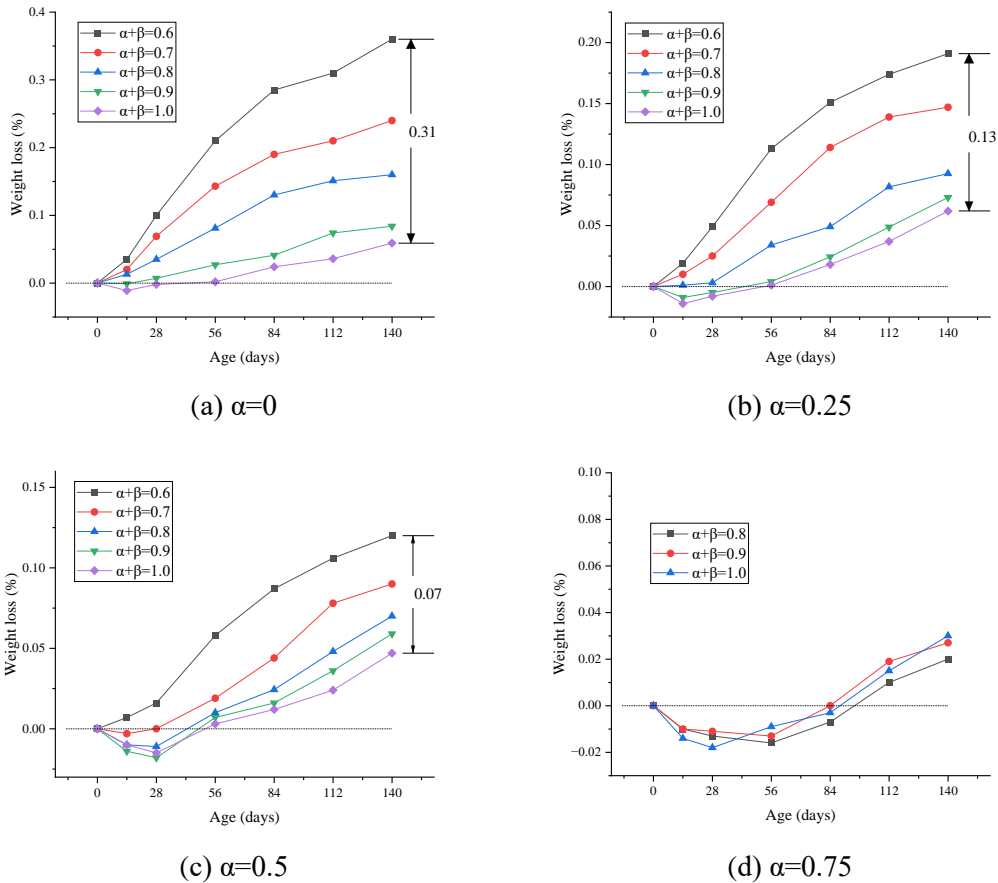 α+β=0.6
α+β=0.7
α+β=0.8
α+β=0.9
α+β=1.0
0.4
0.3
0.2
0.1
0.0
Weight loss (%)
0.31
0 28 56 84 112 140
Age (days)
(a) α=0
α+β=0.6
α+β=0.7
α+β=0.8
α+β=0.9
α+β=1.0
0.20
0.15
0.10
0.05
0.00
Weight loss (%)
0.13
0 28 56 84 112 140
Age (days)
(b) α=0.25
α+β=0.6
α+β=0.7
α+β=0.8
α+β=0.9
α+β=1.0
0.15
0.10
0.05
0.00
Weight loss (%)
0.07
0 28 56 84 112 140
Age (days)
(c) α=0.5
α+β=0.8
α+β=0.9
α+β=1.0
0.10
0.08
0.06
0.04
0.02
0.00
−0.02
Weight loss (%)
0 28 56 84 112 140
Age (days)
(d) α=0.75